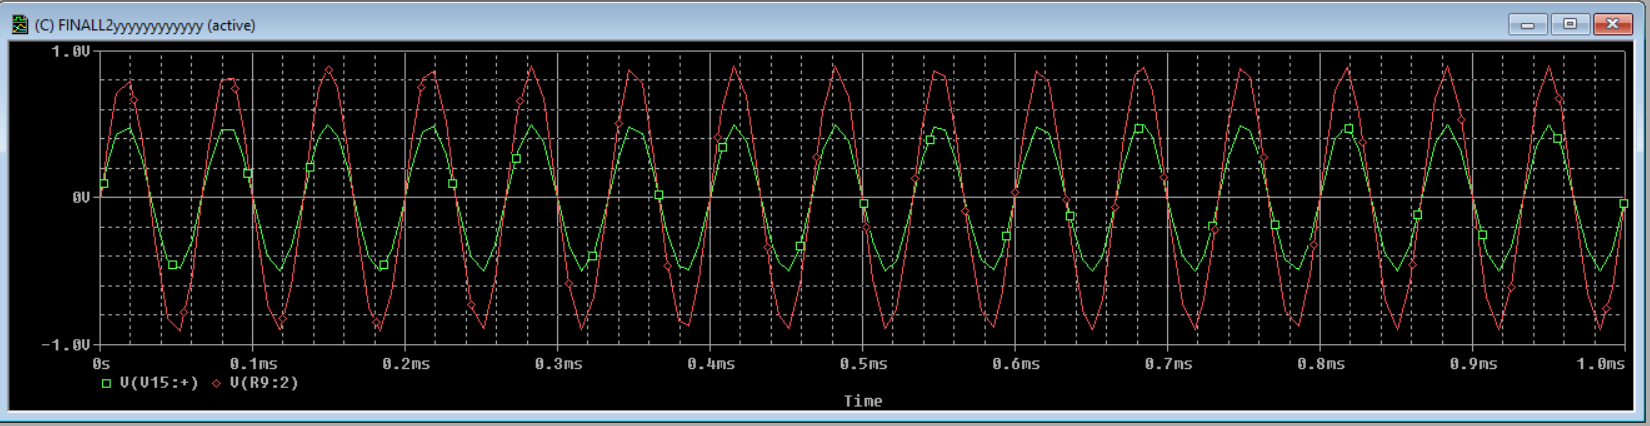 (C) FINALL2yyyyyyyyyyyy (active)
1.0V
0V
-1.0V
0s 0.1ms 0.2ms 0.3ms 0.4ms 0.5ms 0.6ms 0.7ms 0.8ms 0.9ms 1.0ms
V(V15:+) V(R9:2)
Time